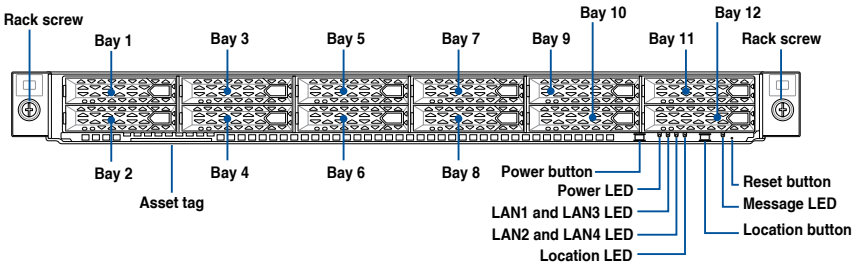 Bay 10
Bay 12
Rack screw
Bay 1
Bay 3
Bay 5
Bay 7
Bay 9
Bay 11
Rack screw
Bay 2
Bay 4
Bay 6
Bay 8
Asset tag
Power button
Power LED
LAN1 and LAN3 LED
LAN2 and LAN4 LED
Location LED
Reset button
Message LED
Location button